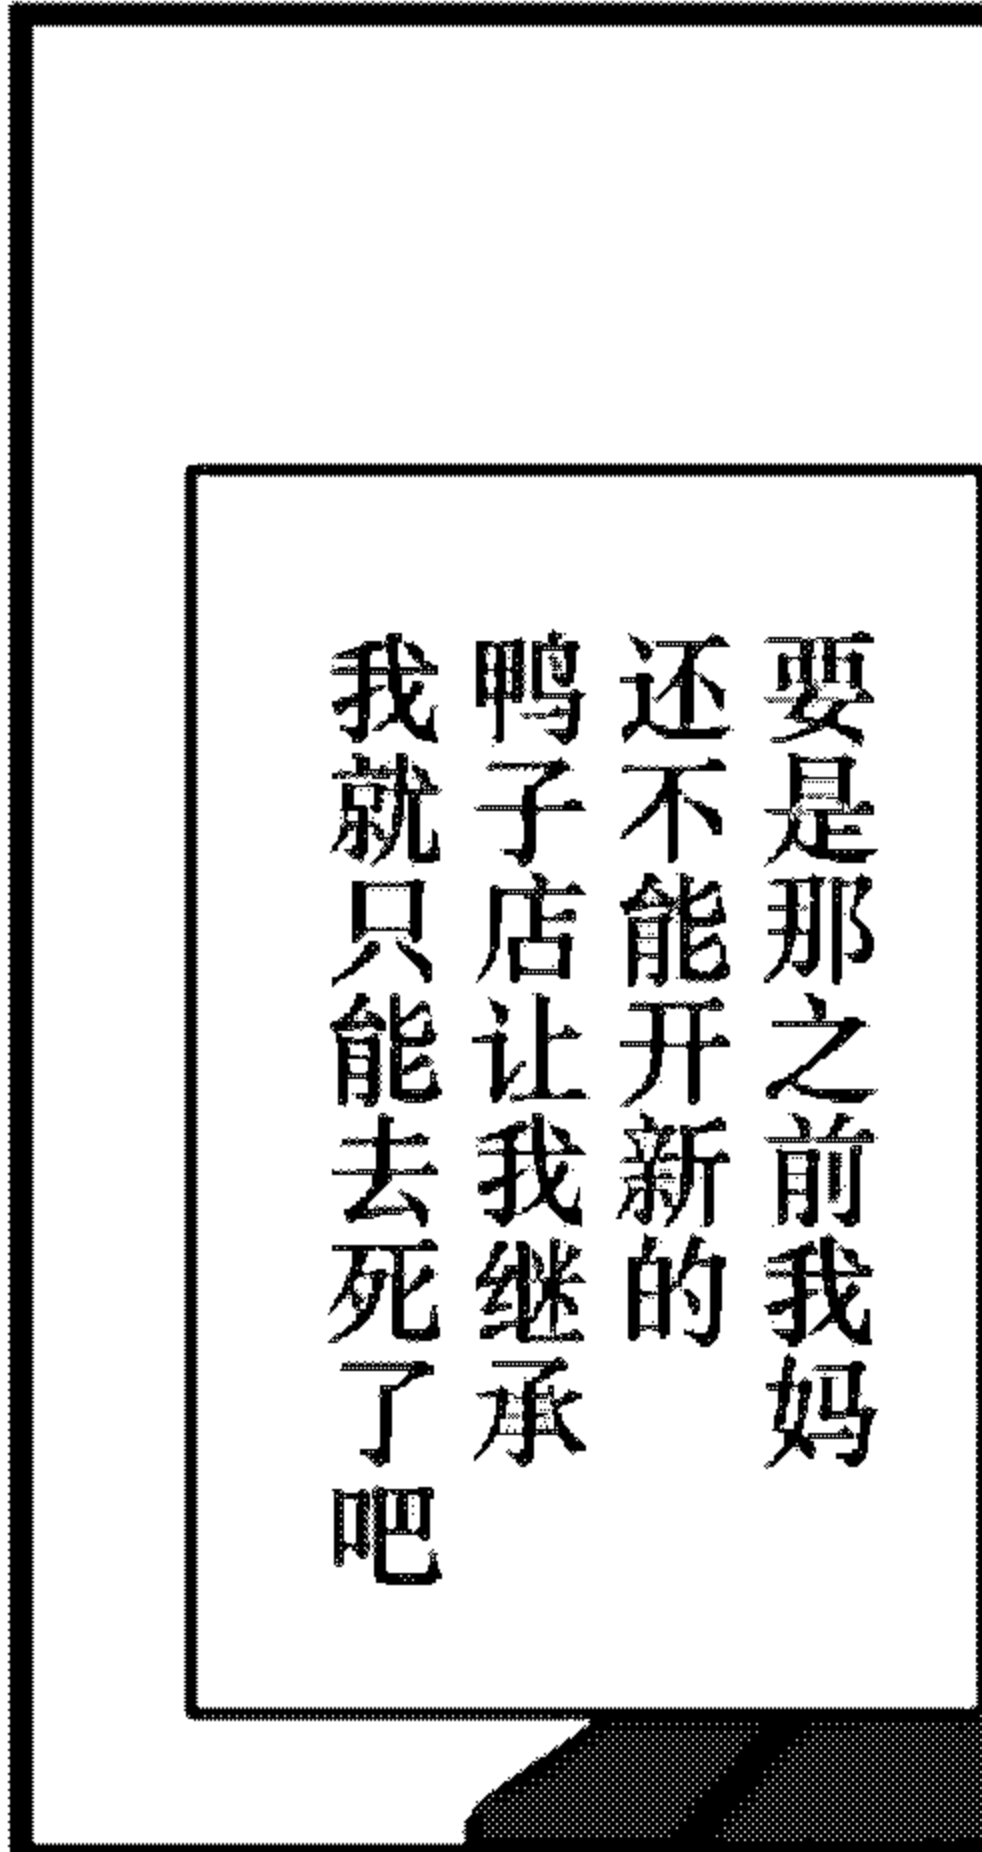 要是那之前我妈
还不能开新的
鸭子店让我继承
我就只能去死了吧